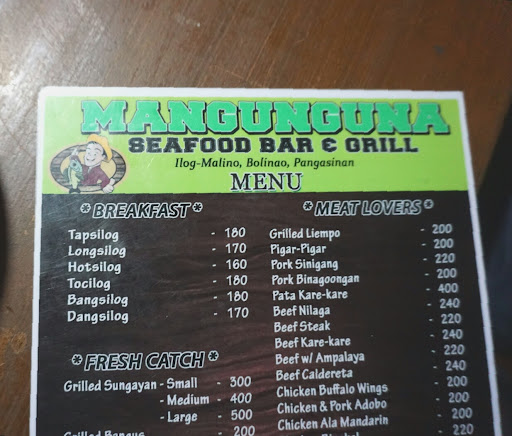 MANGUNGUNA
SEAFOOD BAR & GRILL
Ilog-Malino, Bolinao, Pangasinan
MENU
* BREAKFAST *
Tapsilog - 180
Longsilog - 170
Hotsilog - 160
Tocilog - 180
Bangsilog - 180
Dangsilog - 170
* FRESH CATCH *
Grilled Sungayan - Small - 300
- Medium - 400
- Large - 500
Grilled Bangus - 200
* MEAT LOVERS *
Grilled Liempo - 200
Pigar-Pigar - 200
Pork Sinigang - 220
Pork Binagoongan - 200
Pata Kare-kare - 400
Beef Nilaga - 240
Beef Steak - 220
Beef Kare-kare - 240
Beef w/ Ampalaya - 220
Beef Caldereta - 240
Chicken Buffalo Wings - 200
Chicken & Pork Adobo - 200
Chicken Ala Mandarin - 200
- 220